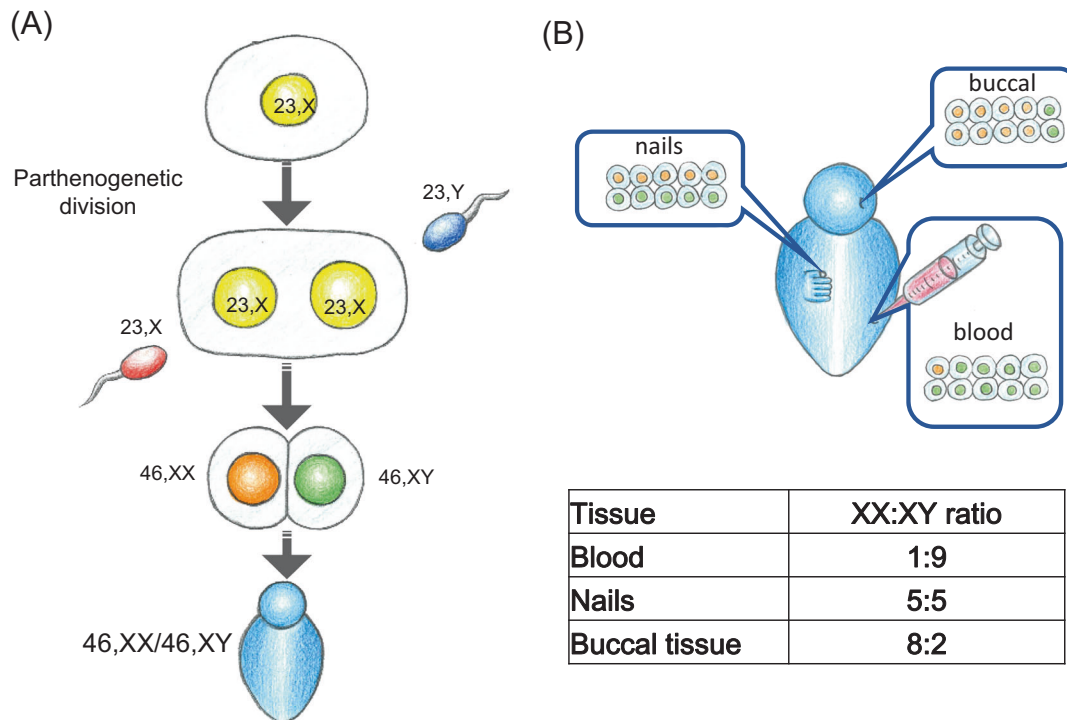 (A)
23,X
Parthenogenetic
division
23,Y
23,X
23,X
23,X
46,XX
46,XY
46,XX/46,XY
(B)
buccal
nails
blood
Tissue XX:XY ratio
Blood 1:9
Nails 5:5
Buccal tissue 8:2